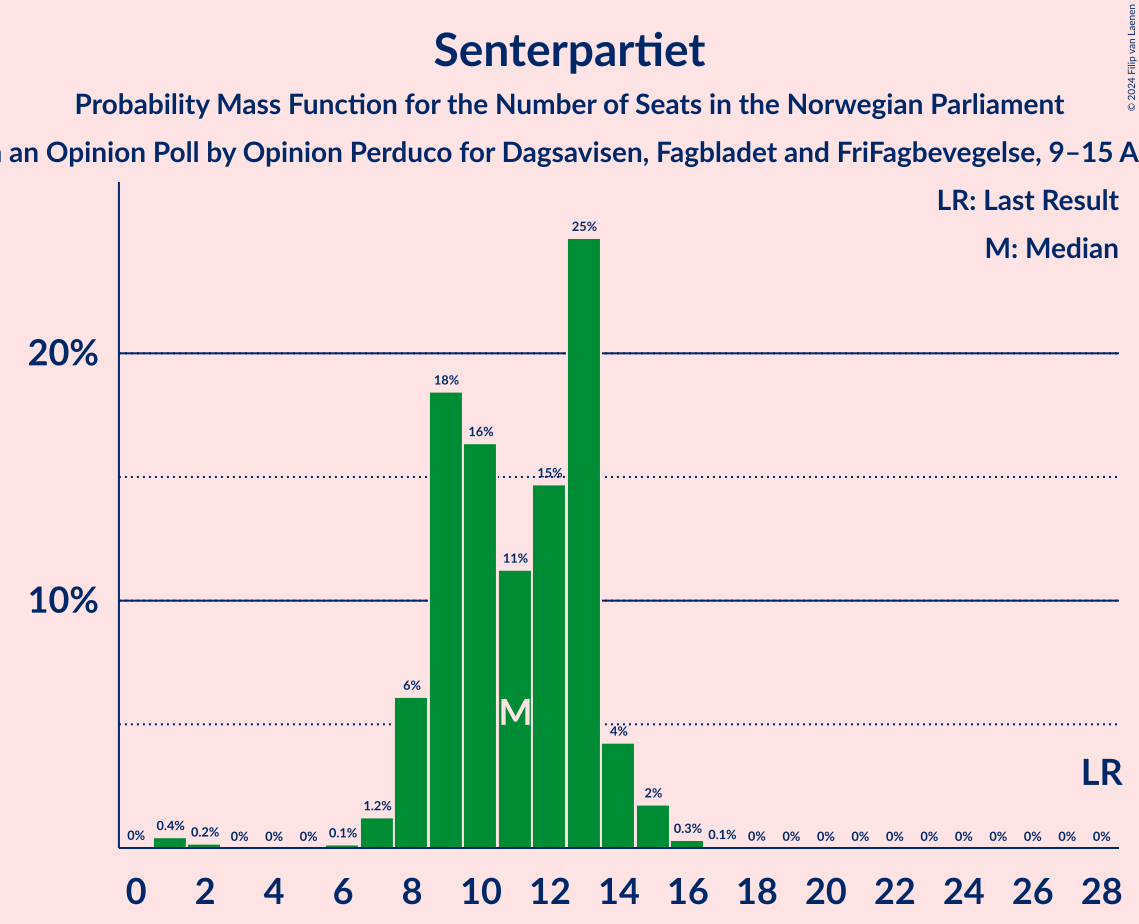 © 2024 Filip van Laenen
Senterpartiet
Probability Mass Function for the Number of Seats in the Norwegian Parliament
an Opinion Poll by Opinion Perduco for Dagsavisen, Fagbladet and FriFagbevegelse, 9–15 A
LR: Last Result
M: Median
25%
20%
18%
16%
15%
11%
10%
6%
M
4%
LR
2%
1.2%
0% 0.4% 0.2% 0% 0% 0% 0.1% 0.3% 0.1% 0% 0% 0% 0% 0% 0% 0% 0% 0% 0% 0%
0 2 4 6 8 10 12 14 16 18 20 22 24 26 28